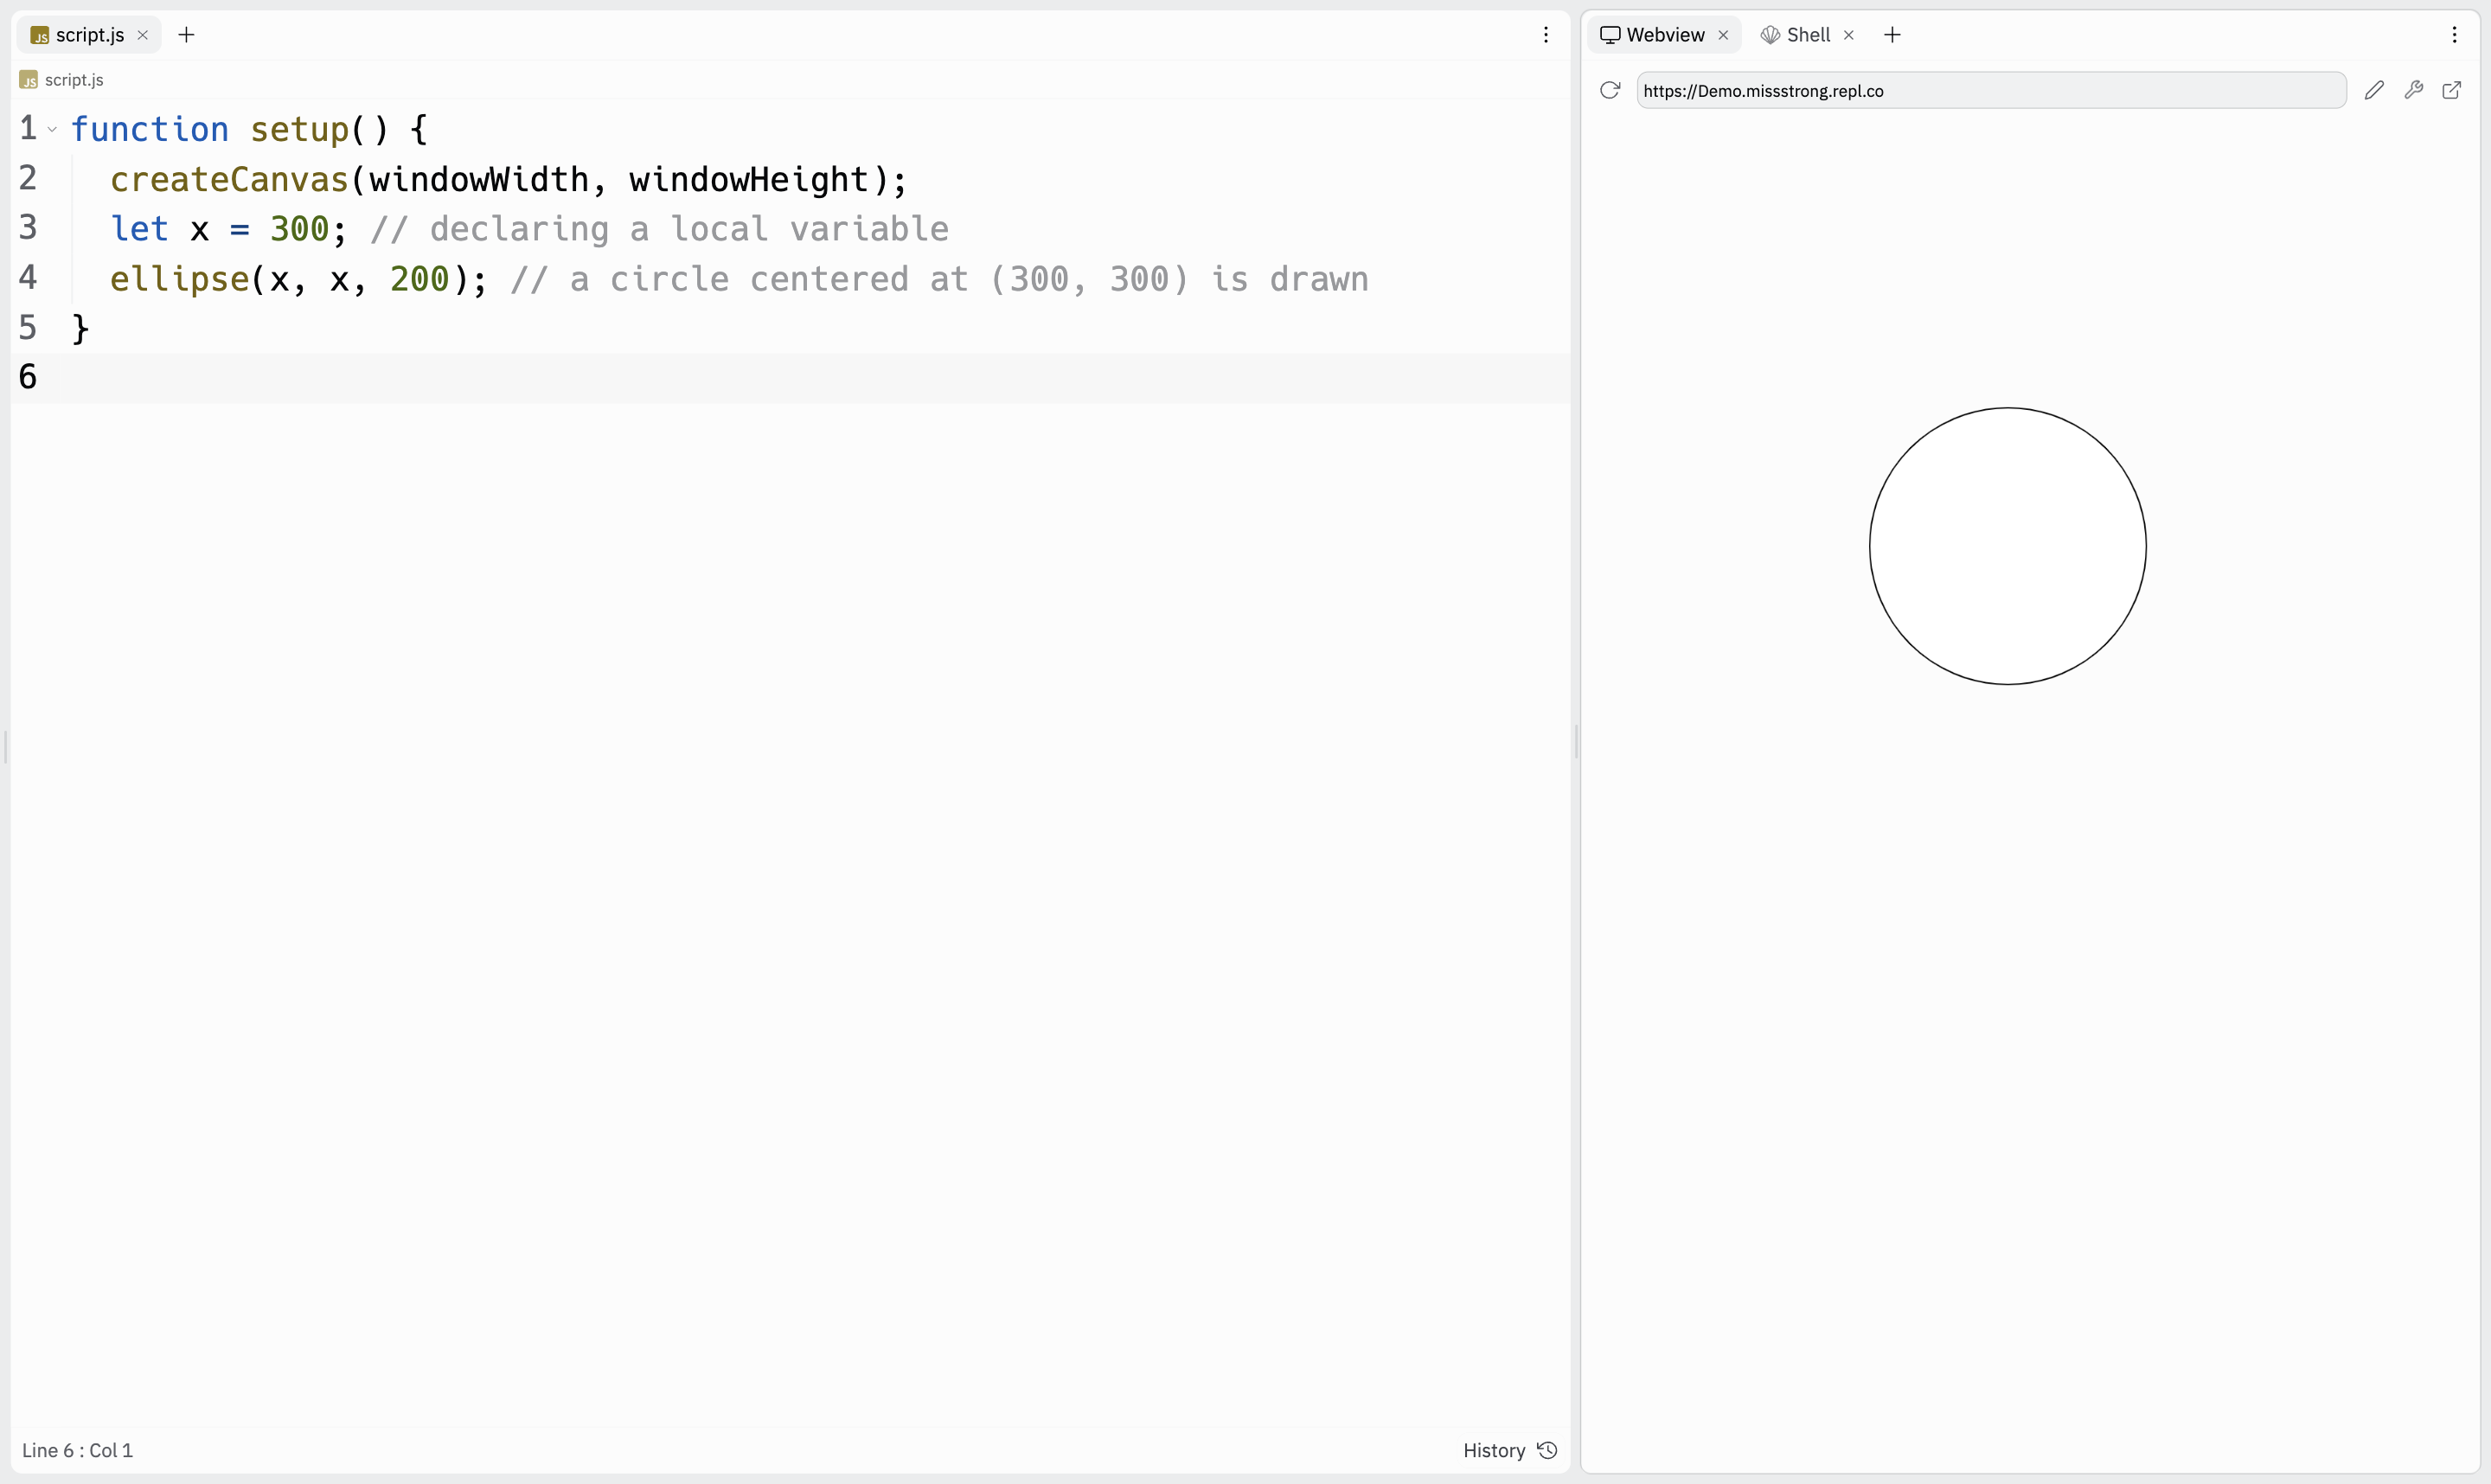 JS script.js
JS script.js
1 function setup() {
2 createCanvas(windowWidth, windowHeight);
3 let x = 300; // declaring a local variable
4 ellipse(x, x, 200); // a circle centered at (300, 300) is drawn
5 }
6
Line 6 : Col 1
History
Webview Shell
https://Demo.missstrong.repl.co